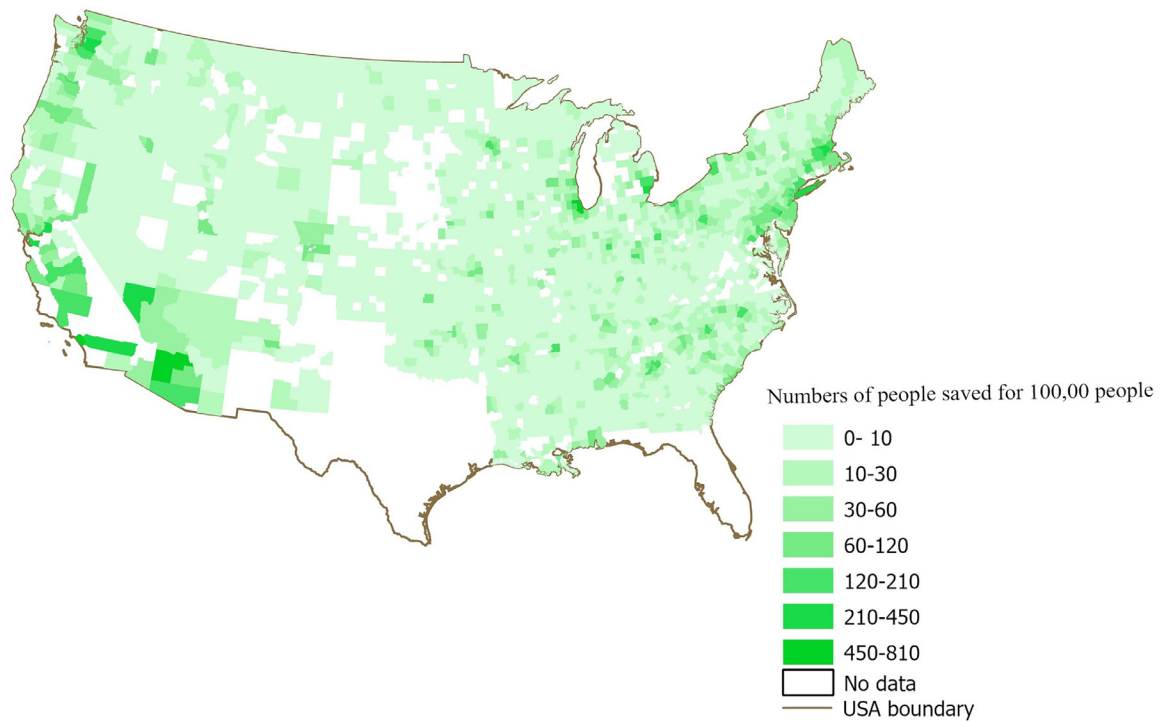 Numbers of people saved for 100,00 people
0- 10
10-30
30-60
60-120
120-210
210-450
450-810
No data
USA boundary